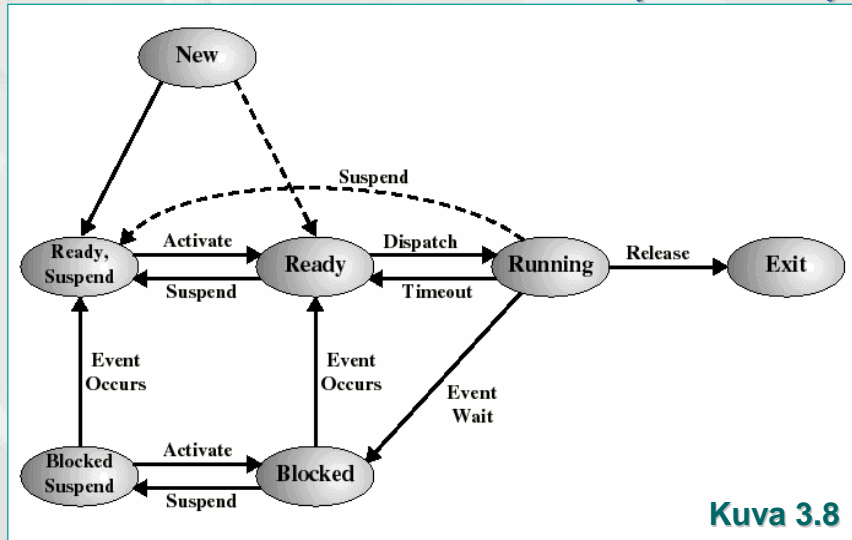 New
Suspend
Ready,
Suspend
Activate
Suspend
Ready
Dispatch
Timeout
Running
Release
Exit
Event
Occurs
Event
Occurs
Event
Wait
Blocked
Suspend
Activate
Suspend
Blocked
Kuva 3.8